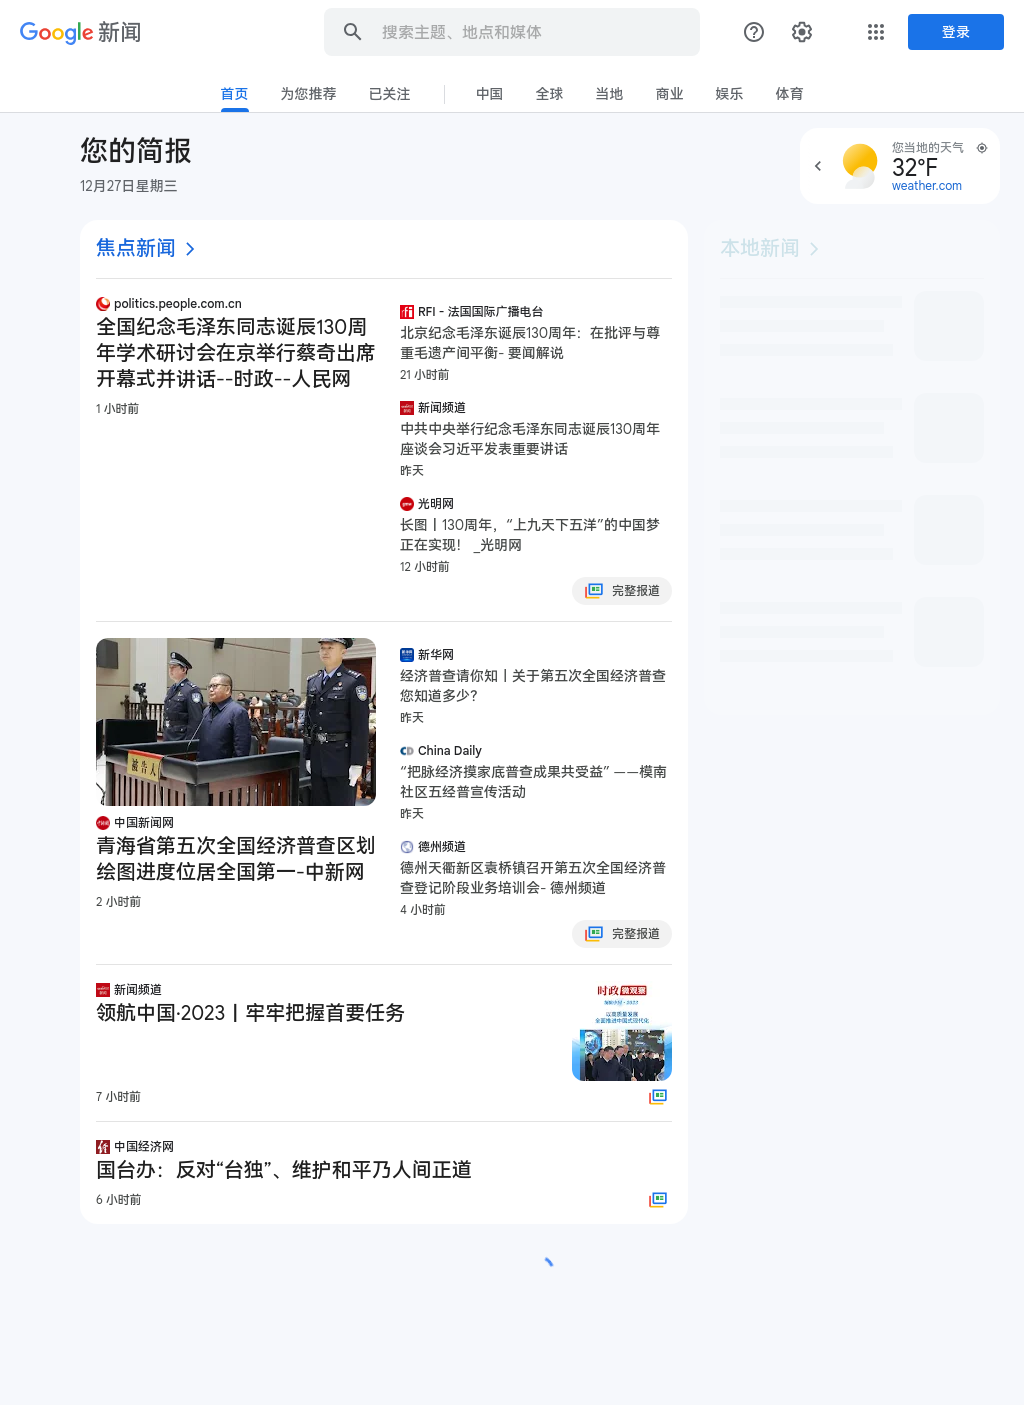 Google 新闻
搜索主题、地点和媒体
登录
首页
为您推荐
已关注
中国
全球
当地
商业
娱乐
体育
您的简报
12月27日星期三
您当地的天气
32°F
weather.com
焦点新闻
本地新闻
politics.people.com.cn
全国纪念毛泽东同志诞辰130周
年学术研讨会在京举行蔡奇出席
开幕式并讲话--时政--人民网
1 小时前
RFI - 法国国际广播电台
北京纪念毛泽东诞辰130周年：在批评与尊
重毛遗产间平衡- 要闻解说
21 小时前
新闻频道
中共中央举行纪念毛泽东同志诞辰130周年
座谈会习近平发表重要讲话
昨天
光明网
长图丨130周年，“上九天下五洋”的中国梦
正在实现！ _光明网
12 小时前
完整报道
被告人
中国新闻网
青海省第五次全国经济普查区划
绘图进度位居全国第一-中新网
2 小时前
新华网
经济普查请你知丨关于第五次全国经济普查
您知道多少？
昨天
China Daily
“把脉经济摸家底普查成果共受益” ——模南
社区五经普宣传活动
昨天
德州频道
德州天衢新区袁桥镇召开第五次全国经济普
查登记阶段业务培训会- 德州频道
4 小时前
完整报道
新闻频道
领航中国·2023丨牢牢把握首要任务
7 小时前
时政微观察
领航中国·2023
以高质量发展
全面推进中国式现代化
中国经济网
国台办：反对“台独”、维护和平乃人间正道
6 小时前